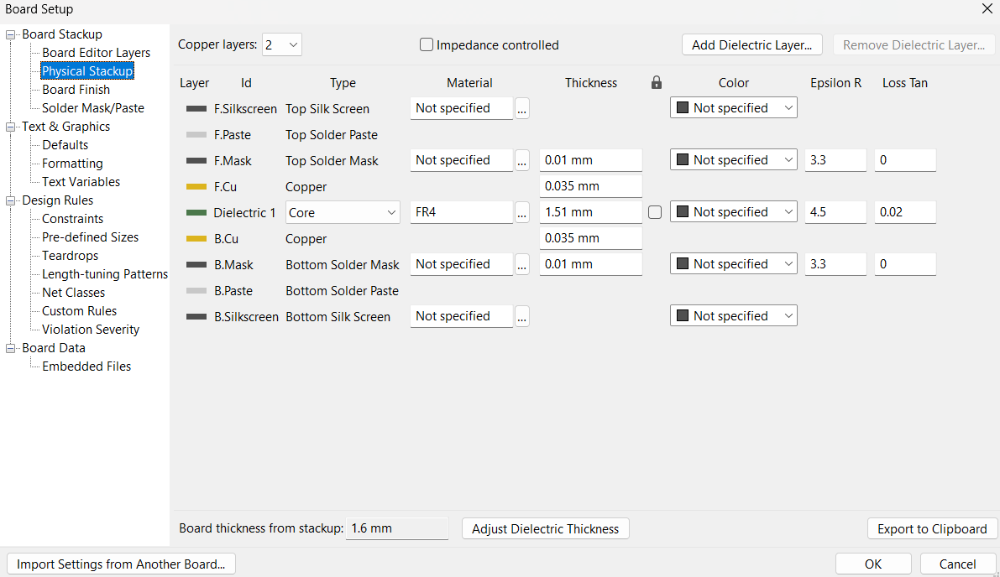 Board Setup
Board Stackup
Board Editor Layers
Physical Stackup
Board Finish
Solder Mask/Paste
Text & Graphics
Defaults
Formatting
Text Variables
Design Rules
Constraints
Pre-defined Sizes
Teardrops
Length-tuning Patterns
Net Classes
Custom Rules
Violation Severity
Board Data
Embedded Files
Copper layers: 2 Impedance controlled Add Dielectric Layer... Remove Dielectric Layer...
Layer Id Type Material Thickness Color Epsilon R Loss Tan
F.Silkscreen Top Silk Screen Not specified ... Not specified
F.Paste Top Solder Paste
F.Mask Top Solder Mask Not specified ... 0.01 mm Not specified 3.3 0
F.Cu Copper 0.035 mm
Dielectric 1 Core FR4 ... 1.51 mm Not specified 4.5 0.02
B.Cu Copper 0.035 mm
B.Mask Bottom Solder Mask Not specified ... 0.01 mm Not specified 3.3 0
B.Paste Bottom Solder Paste
B.Silkscreen Bottom Silk Screen Not specified ... Not specified
Board thickness from stackup: 1.6 mm Adjust Dielectric Thickness Export to Clipboard
Import Settings from Another Board... OK Cancel